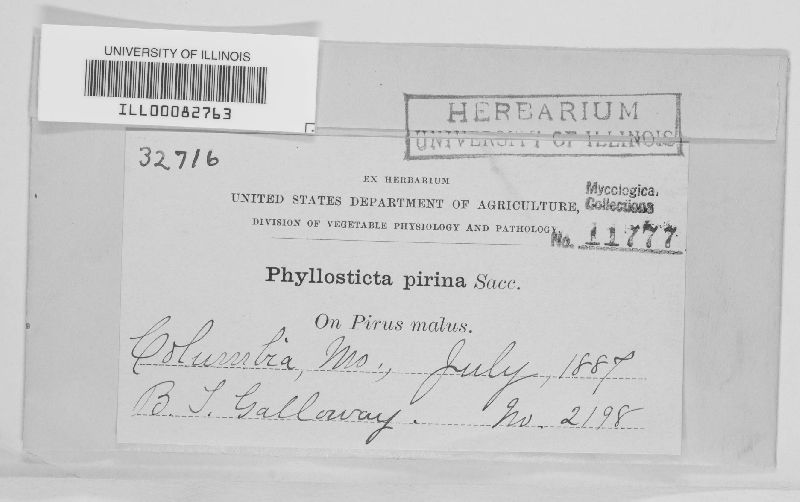 UNIVERSITY OF ILLINOIS
ILL00082763
HERBARIUM
UNIVERSITY OF ILLINOIS
32716
EX HERBARIUM
UNITED STATES DEPARTMENT OF AGRICULTURE,
DIVISION OF VEGETABLE PHYSIOLOGY AND PATHOLOGY.
Mycological
Collections
No. 11777
Phyllosticta pirina Sacc.
On Pirus malus.
Columbia, Mo., July, 1887
B. T. Galloway. No. 2198